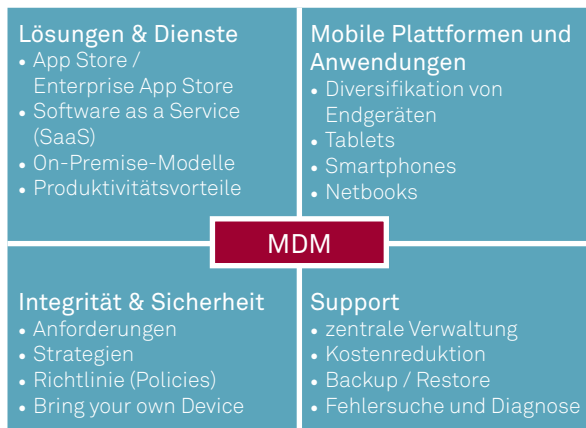 Lösungen & Dienste
• App Store /
Enterprise App Store
• Software as a Service
(SaaS)
• On-Premise-Modelle
• Produktivitätsvorteile
Mobile Plattformen und
Anwendungen
• Diversifikation von
Endgeräten
• Tablets
• Smartphones
• Netbooks
MDM
Integrität & Sicherheit
• Anforderungen
• Strategien
• Richtlinie (Policies)
• Bring your own Device
Support
• zentrale Verwaltung
• Kostenreduktion
• Backup / Restore
• Fehlersuche und Diagnose